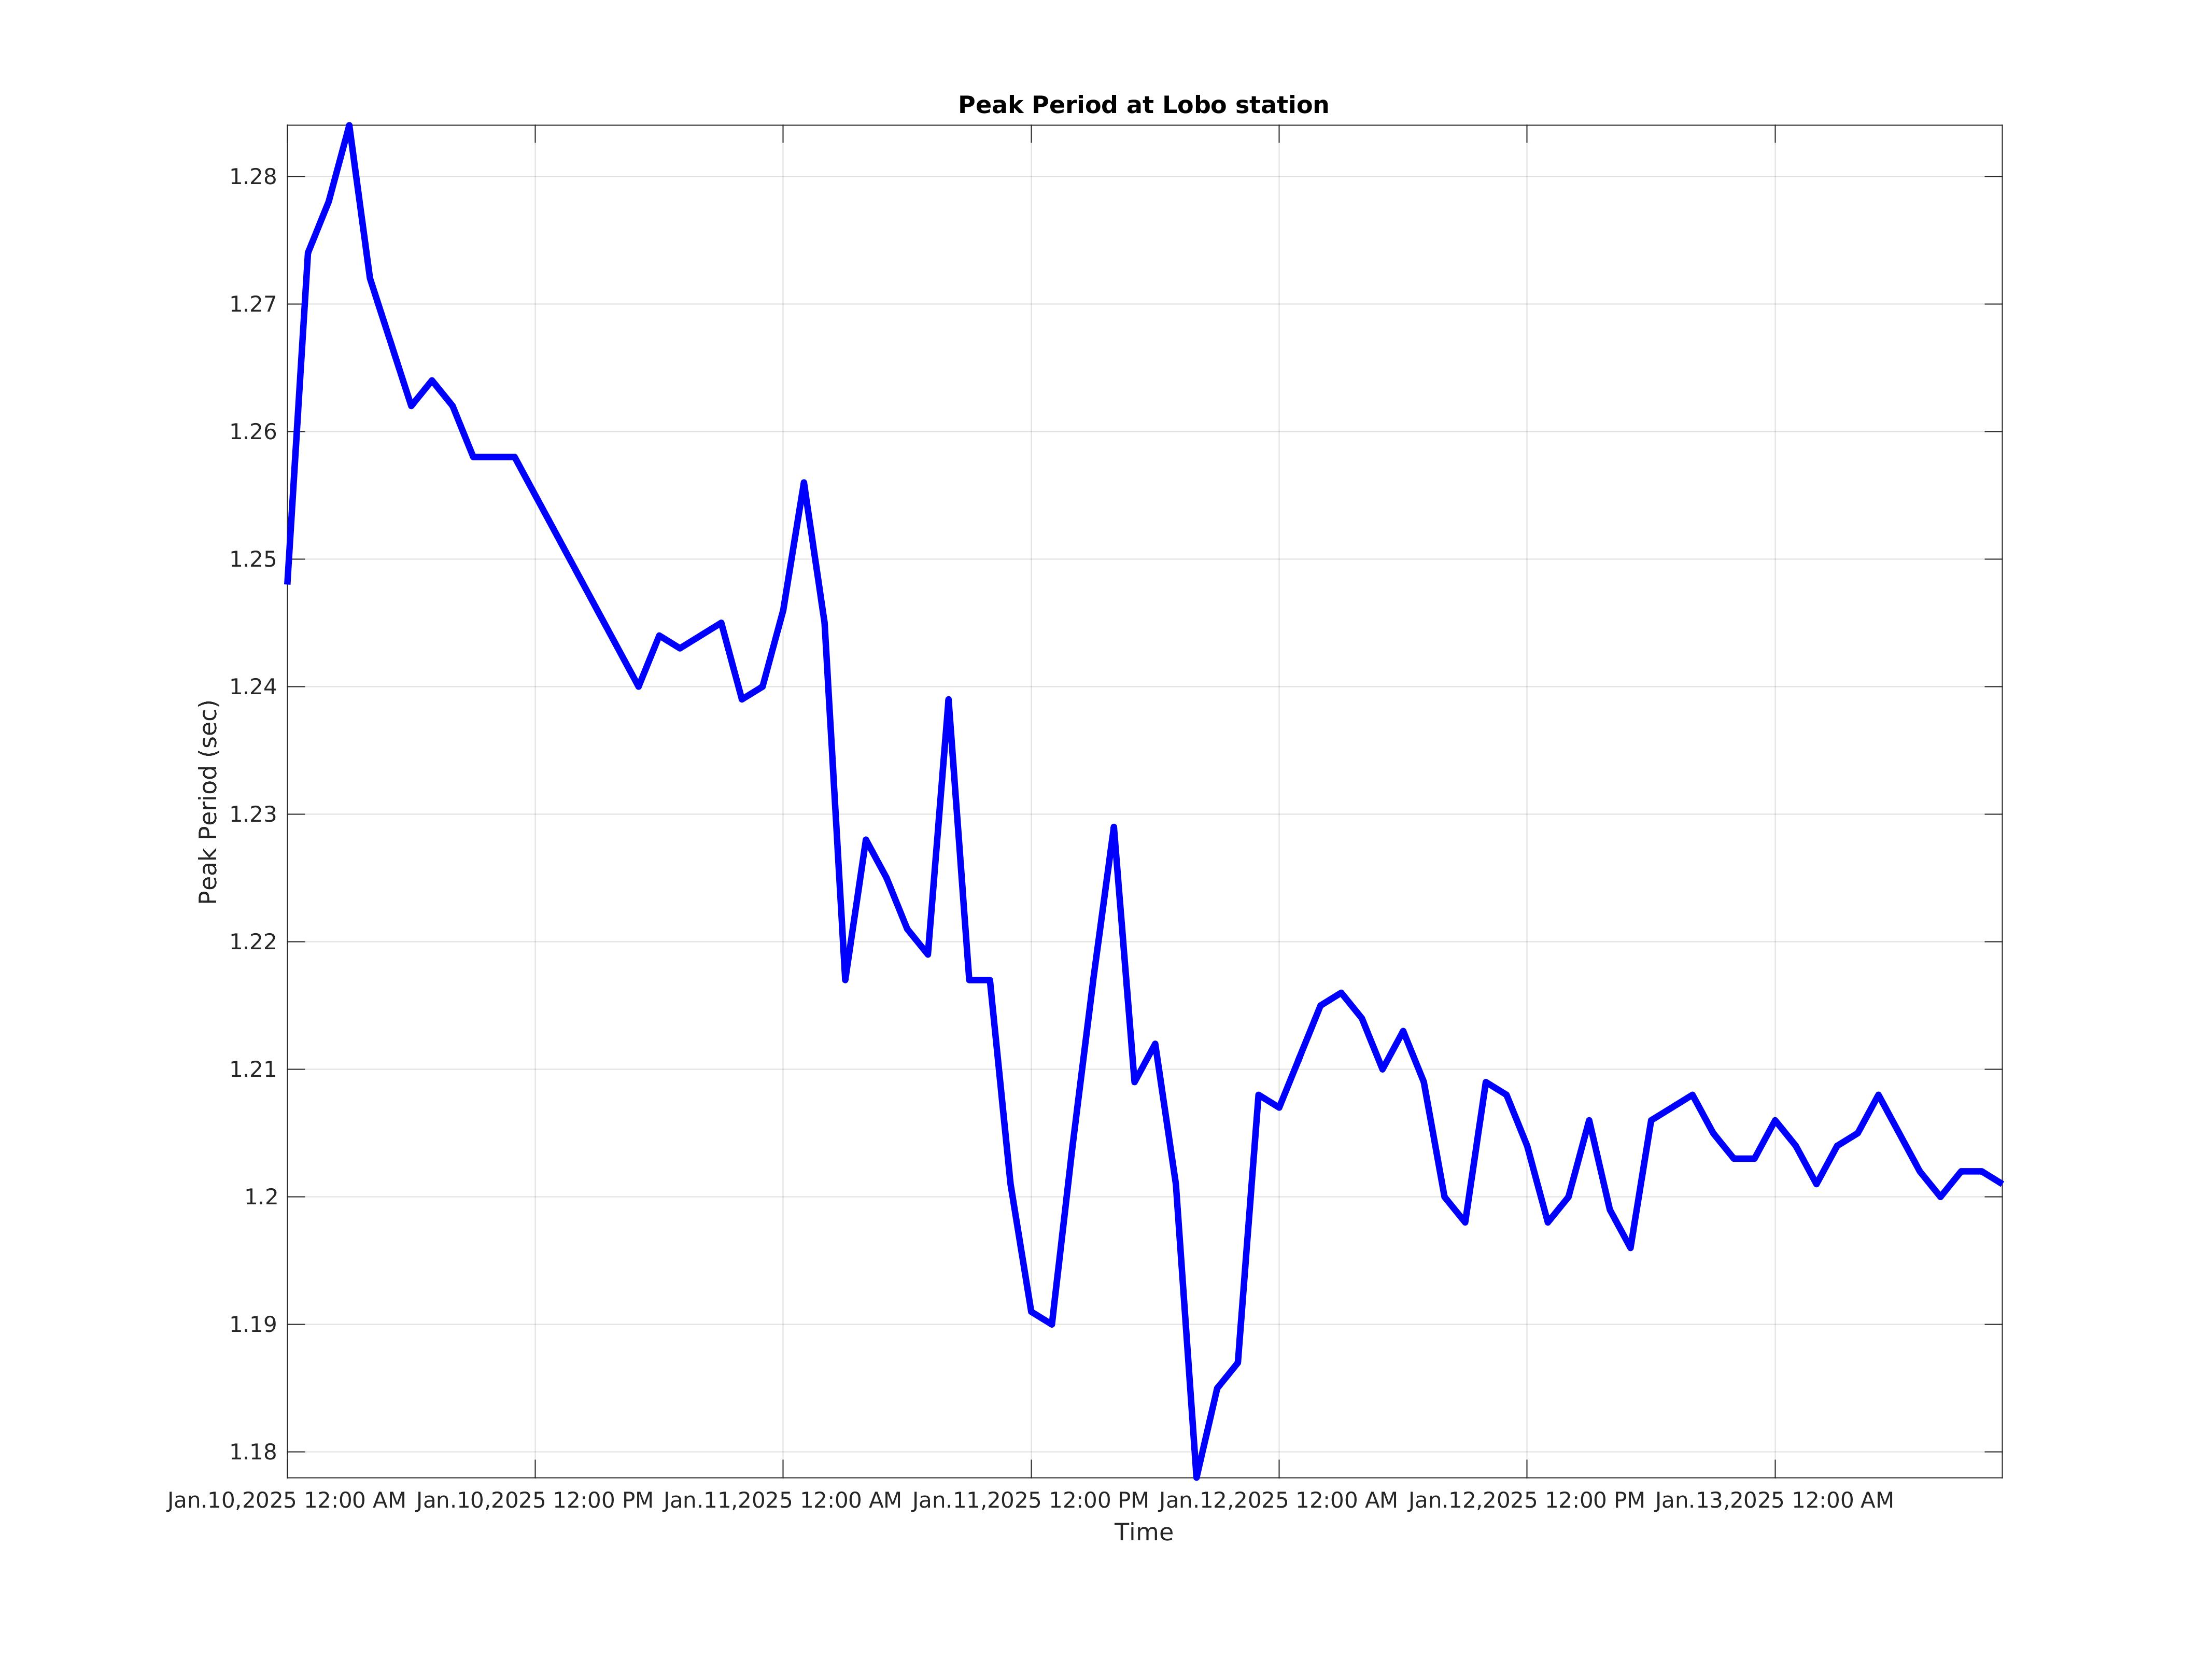 Peak Period at Lobo station
1.28
1.27
1.26
1.25
1.24
1.23
1.22
1.21
1.2
1.19
1.18
Peak Period (sec)
Jan.10,2025 12:00 AM Jan.10,2025 12:00 PM Jan.11,2025 12:00 AM Jan.11,2025 12:00 PM Jan.12,2025 12:00 AM Jan.12,2025 12:00 PM Jan.13,2025 12:00 AM
Time